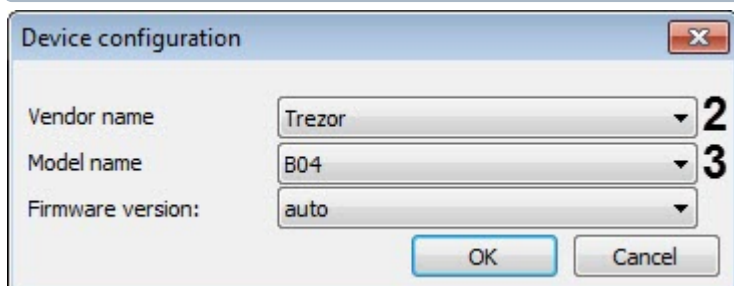 Device configuration
Vendor name Trezor 2
Model name B04 3
Firmware version: auto
OK Cancel